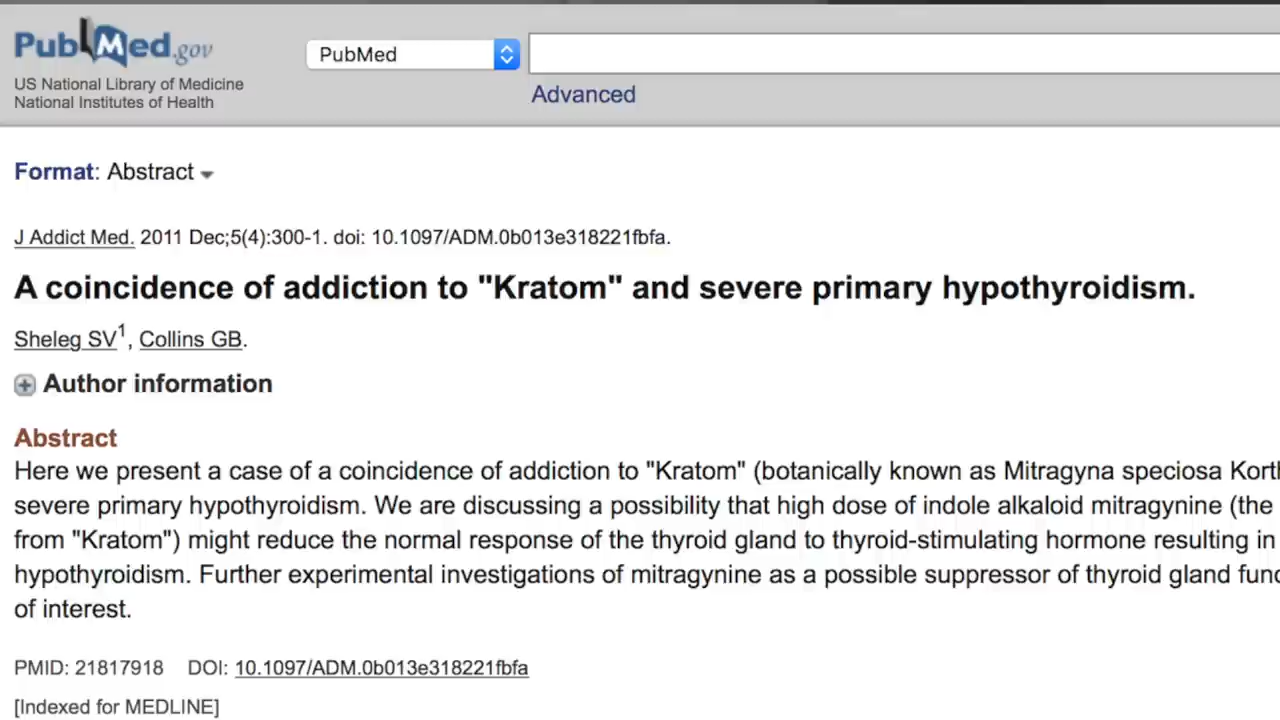 PubMed.gov
US National Library of Medicine
National Institutes of Health
PubMed
Advanced
Format: Abstract
J Addict Med. 2011 Dec;5(4):300-1. doi: 10.1097/ADM.0b013e318221fbfa.
A coincidence of addiction to "Kratom" and severe primary hypothyroidism.
Sheleg SV1, Collins GB.
Author information
Abstract
Here we present a case of a coincidence of addiction to "Kratom" (botanically known as Mitragyna speciosa
severe primary hypothyroidism. We are discussing a possibility that high dose of indole alkaloid mitragynine (the
from "Kratom") might reduce the normal response of the thyroid gland to thyroid-stimulating hormone resulting in
hypothyroidism. Further experimental investigations of mitragynine as a possible suppressor of thyroid gland
of interest.
PMID: 21817918 DOI: 10.1097/ADM.0b013e318221fbfa
[Indexed for MEDLINE]